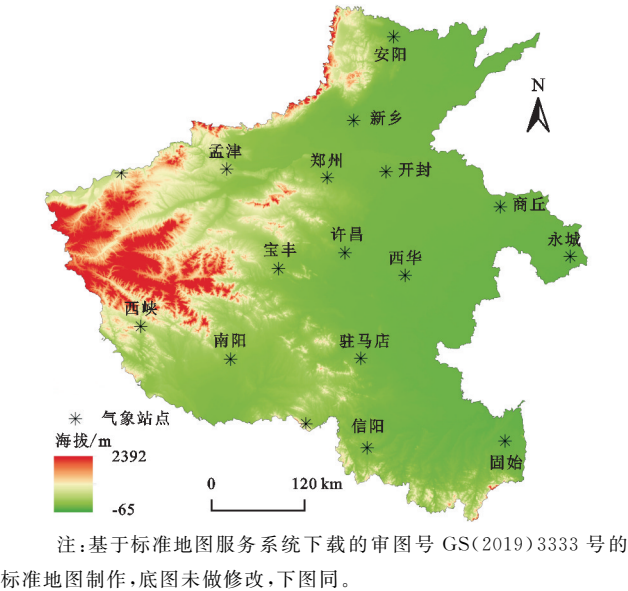 安阳
N
新乡
孟津
郑州
开封
商丘
许昌
永城
宝丰
西华
西峡
南阳
驻马店
气象站点
信阳
海拔/m
2392
固始
0
120 km
-65
注:基于标准地图服务系统下载的审图号 GS(2019)3333 号的
标准地图制作,底图未做修改,下图同。